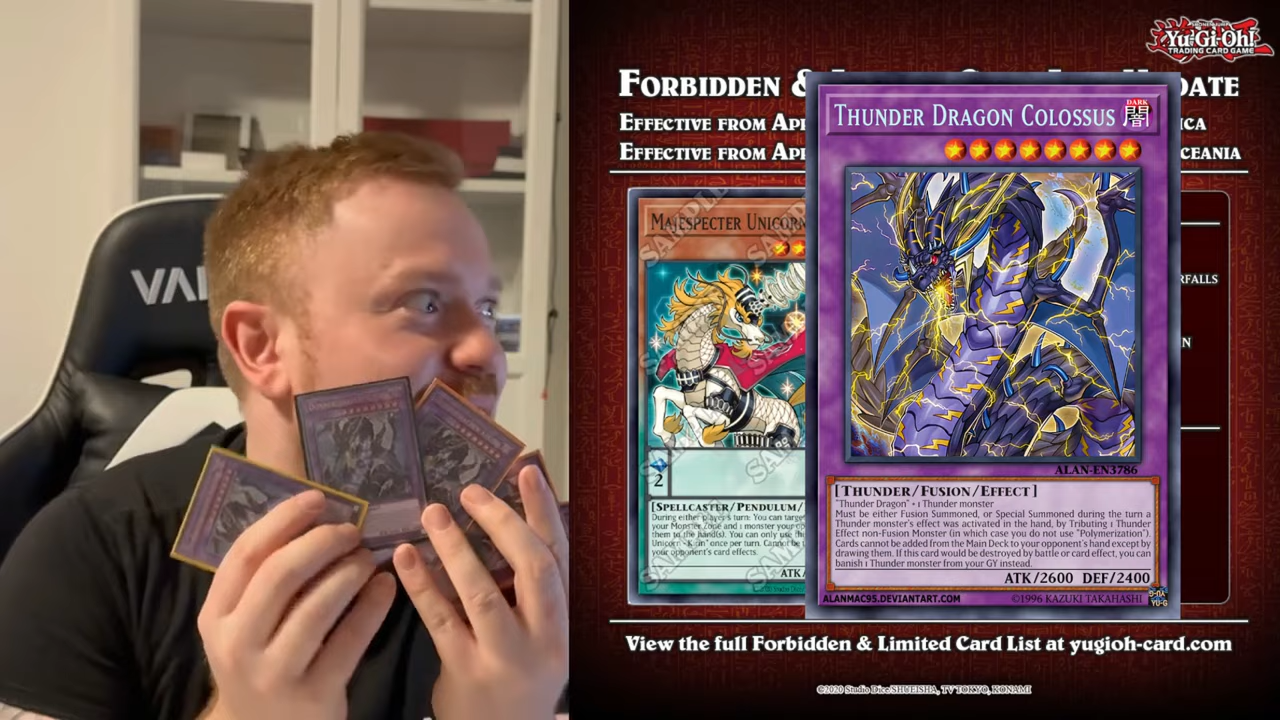 VA
Yu-Gi-Oh!
TRADING CARD GAME
FORBIDDEN &
DATE
EFFECTIVE FROM
EFFECTIVE FROM
OCEANIA
MAJESPECTER UNICORN
SAMPLE
2
[SPELLCASTER/PENDULUM/
During either player's turn: You can target
your Monster Zone and 1 monster your
them to the hand(s). You can only use
Unicorn - Kirin" once per turn. Cannot be
your opponent's card effects.
ATK/
THUNDER DRAGON COLOSSUS
DARK
闇
ALAN-EN3786
[THUNDER/FUSION/EFFECT]
"Thunder Dragon" + 1 Thunder monster
Must be either Fusion Summoned, or Special Summoned during the turn a
Thunder monster's effect was activated in the hand, by Tributing 1 Thunder
Effect non-Fusion Monster (in which case you do not use "Polymerization").
Cards cannot be added from the Main Deck to your opponent's hand except by
drawing them. If this card would be destroyed by battle or card effect, you can
banish 1 Thunder monster from your GY instead.
ATK/2600 DEF/2400
ALANMAC95.DEVIANTART.COM
©1996 KAZUKI TAKAHASHI
View the full Forbidden & Limited Card List at yugioh-card.com
©2020 Studio Dice/SHUEISHA, TV TOKYO, KONAMI